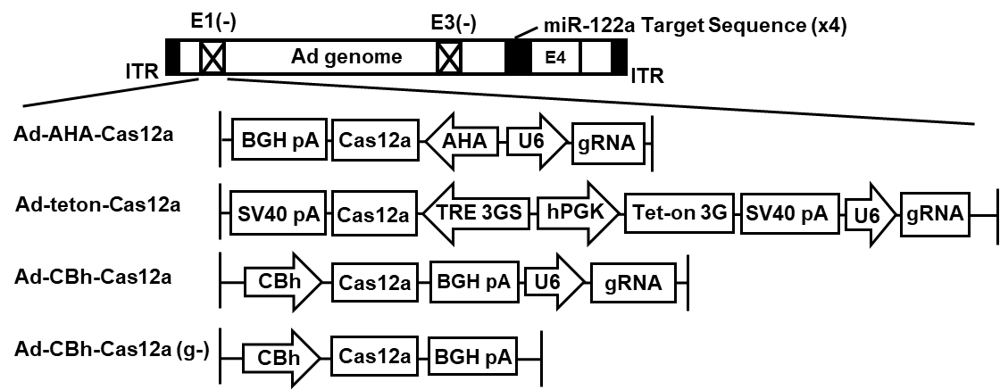 E1(-) E3(-) miR-122a Target Sequence (x4)
ITR Ad genome E4 ITR
Ad-AHA-Cas12a BGH pA Cas12a AHA U6 gRNA
Ad-teton-Cas12a SV40 pA Cas12a TRE 3GS hPGK Tet-on 3G SV40 pA U6 gRNA
Ad-CBh-Cas12a CBh Cas12a BGH pA U6 gRNA
Ad-CBh-Cas12a (g-) CBh Cas12a BGH pA